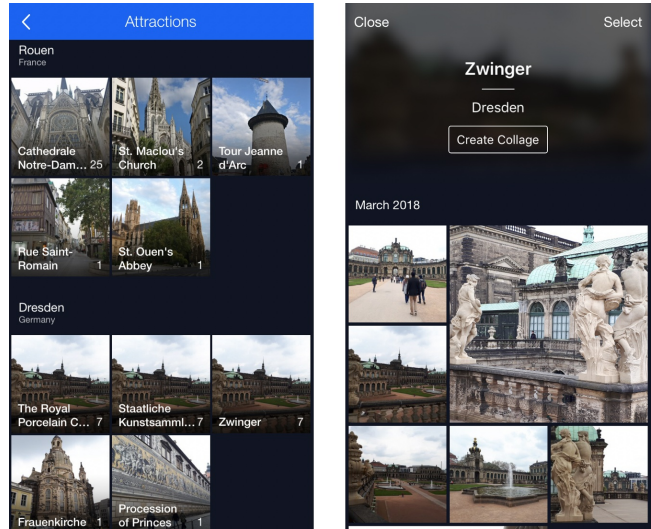 Attractions
Rouen
France
Cathedrale
Notre-Dam... 25
St. Maclou's
Church 2
Tour Jeanne
d'Arc 1
Rue Saint-
Romain 1
St. Ouen's
Abbey 1
Dresden
Germany
The Royal
Porcelain C... 7
Staatliche
Kunstsamml... 7
Zwinger 7
Frauenkirche 1
Procession
of Princes 1
Close
Select
Zwinger
Dresden
Create Collage
March 2018